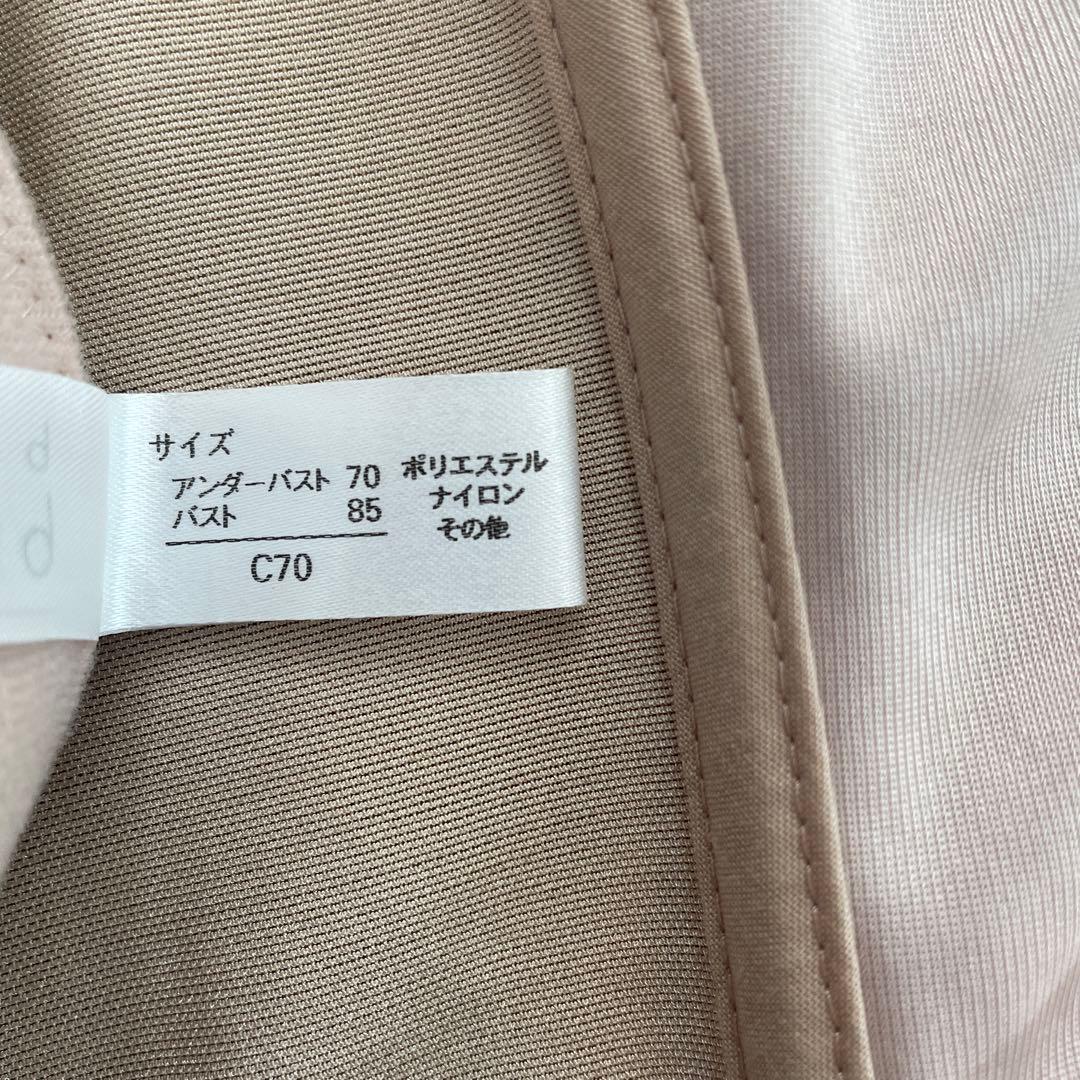 サイズ
アンダーバスト 70
バスト 85
C70
ポリエステル
ナイロン
その他